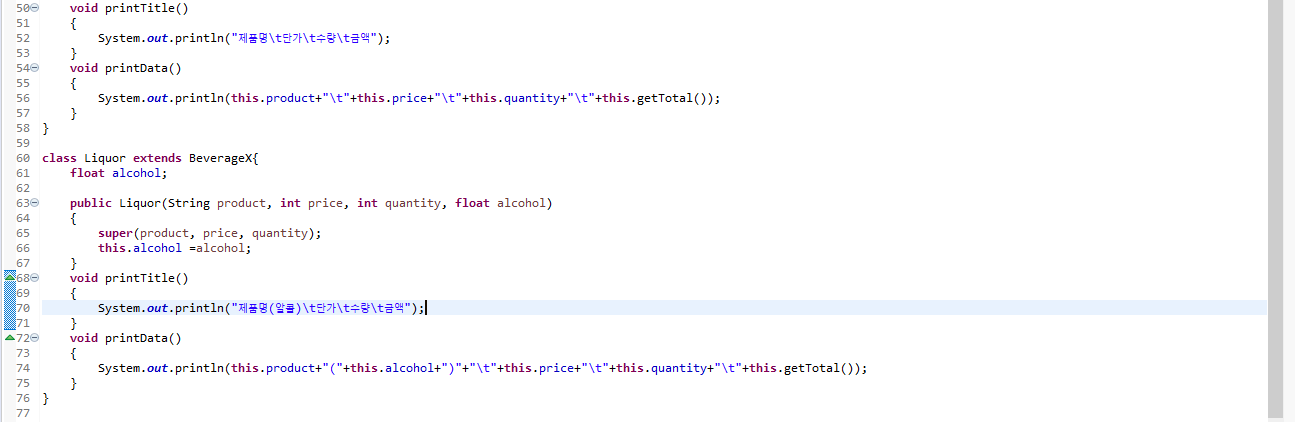 50 void printTitle()
51 {
52 System.out.println("제품명\t단가\t수량\t금액");
53 }
54 void printData()
55 {
56 System.out.println(this.product+"\t"+this.price+"\t"+this.quantity+"\t"+this.getTotal());
57 }
58 }
59
60 class Liquor extends BeverageX{
61 float alcohol;
62
63 public Liquor(String product, int price, int quantity, float alcohol)
64 {
65 super(product, price, quantity);
66 this.alcohol =alcohol;
67 }
68 void printTitle()
69 {
70 System.out.println("제품명(알콜)\t단가\t수량\t금액");
71 }
72 void printData()
73 {
74 System.out.println(this.product+"("+this.alcohol+")"+"\t"+this.price+"\t"+this.quantity+"\t"+this.getTotal());
75 }
76 }
77